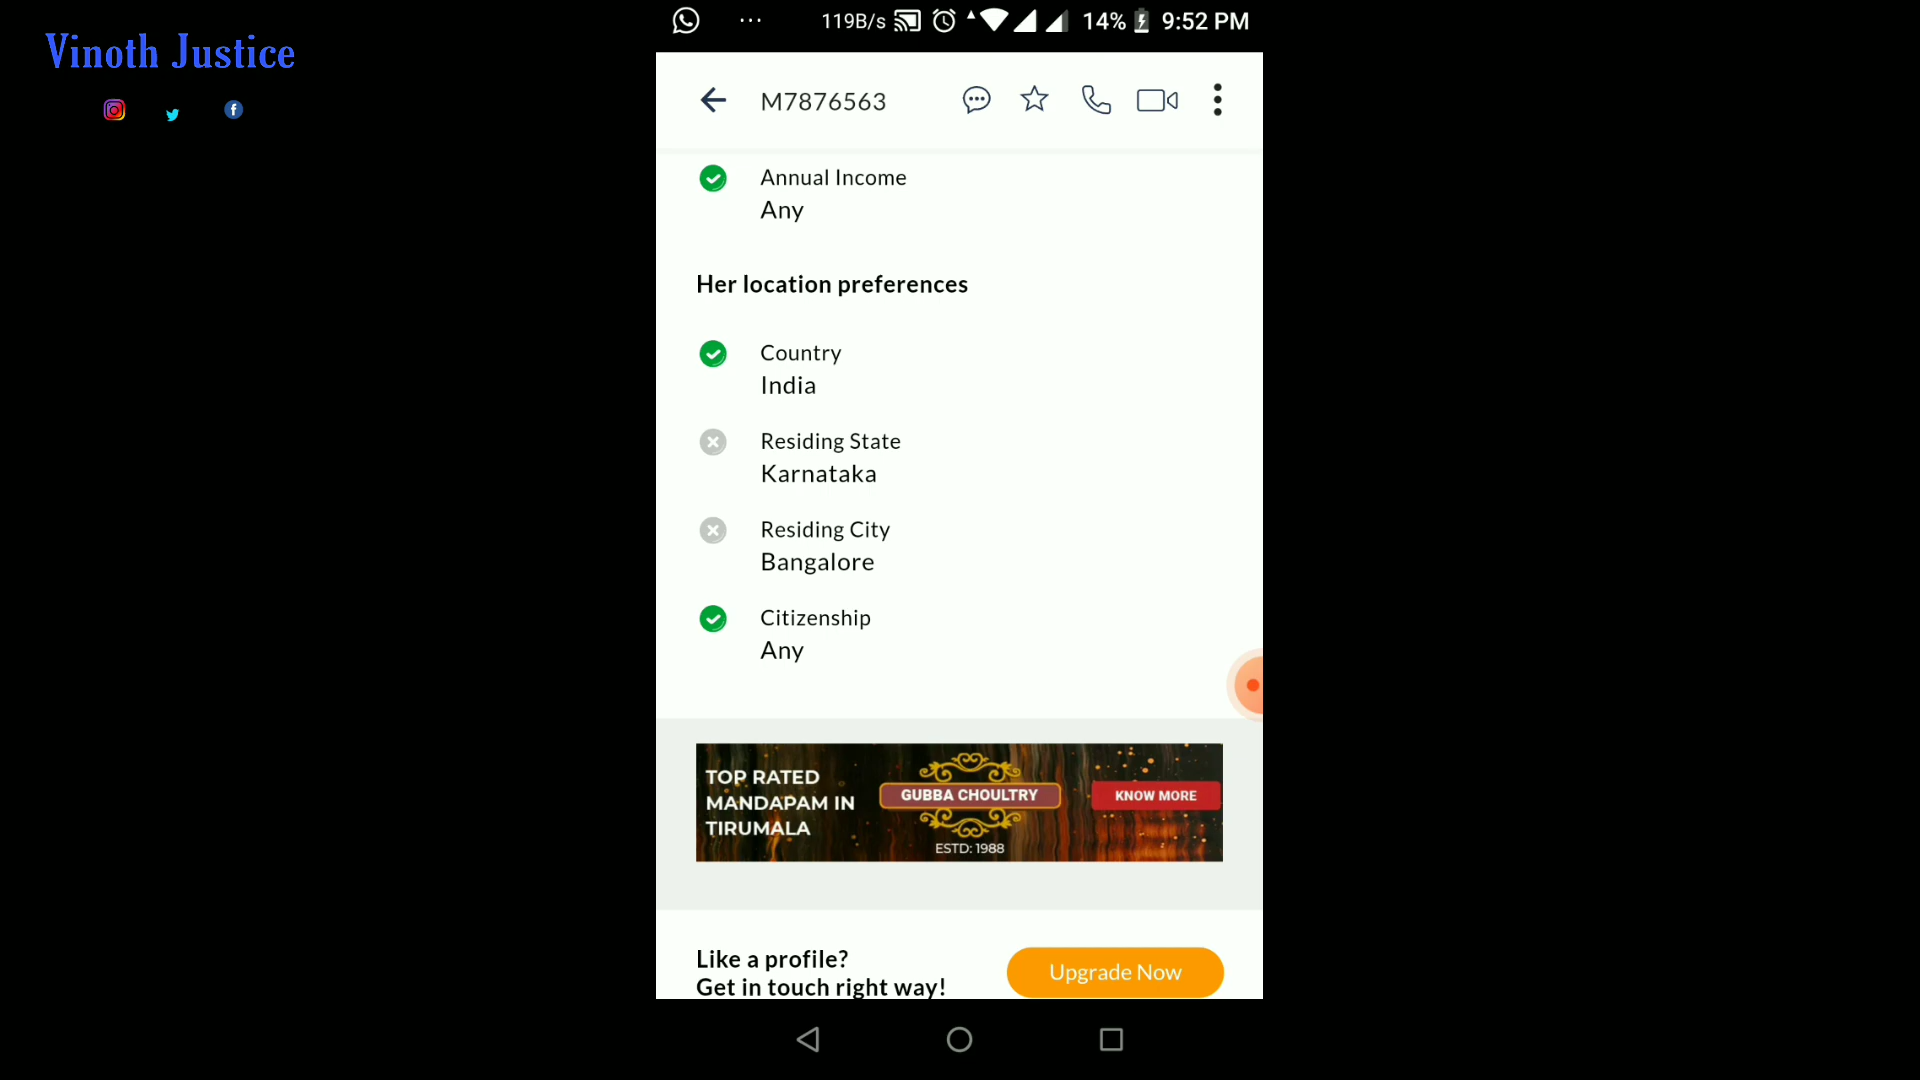 Vinoth Justice
119B/s 14% 9:52 PM
M7876563
Annual Income
Any
Her location preferences
Country
India
Residing State
Karnataka
Residing City
Bangalore
Citizenship
Any
TOP RATED
MANDAPAM IN
TIRUMALA
GUBBA CHOULTRY
ESTD: 1988
KNOW MORE
Like a profile?
Get in touch right way!
Upgrade Now